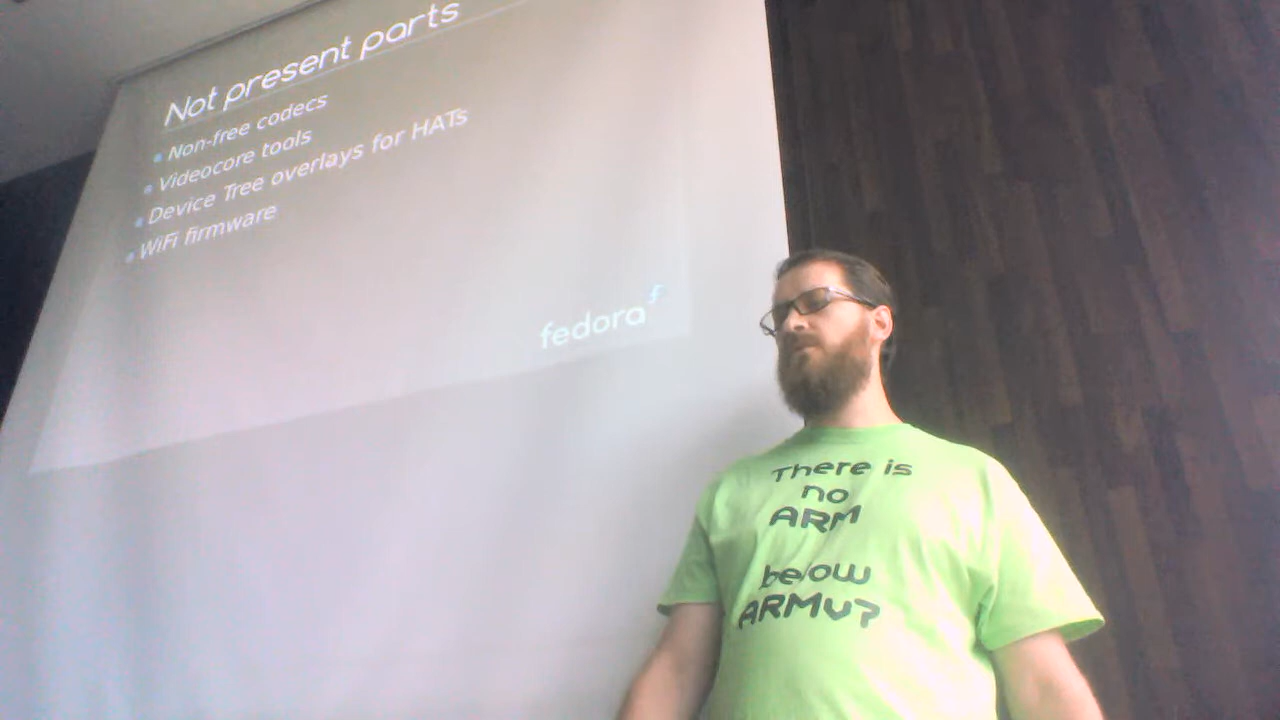 Not present parts
Non-free codecs
Videocore tools
Device Tree overlays for HATs
WiFi firmware
fedora
There is
no
ARM
below
ARMv7